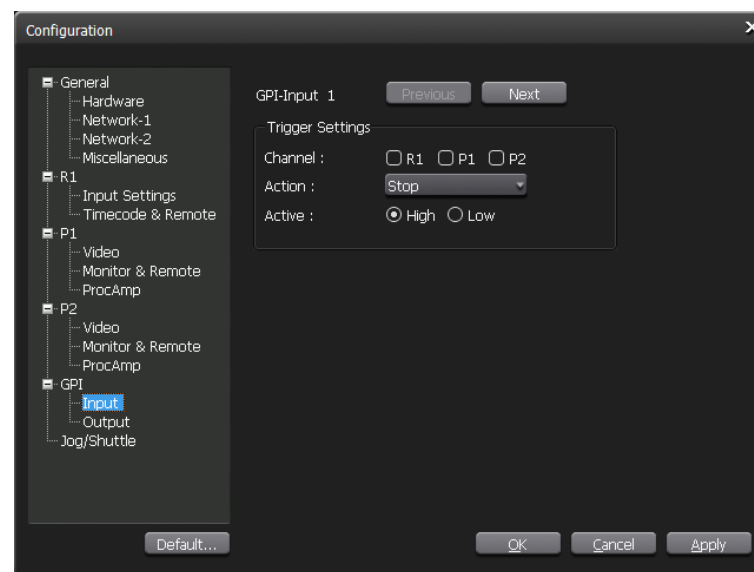 Configuration
General
Hardware
Network-1
Network-2
Miscellaneous
R1
Input Settings
Timecode & Remote
P1
Video
Monitor & Remote
ProcAmp
P2
Video
Monitor & Remote
ProcAmp
GPI
Input
Output
Jog/Shuttle
Default...
GPI-Input 1 Previous Next
Trigger Settings
Channel : R1 P1 P2
Action : Stop
Active : High Low
OK Cancel Apply